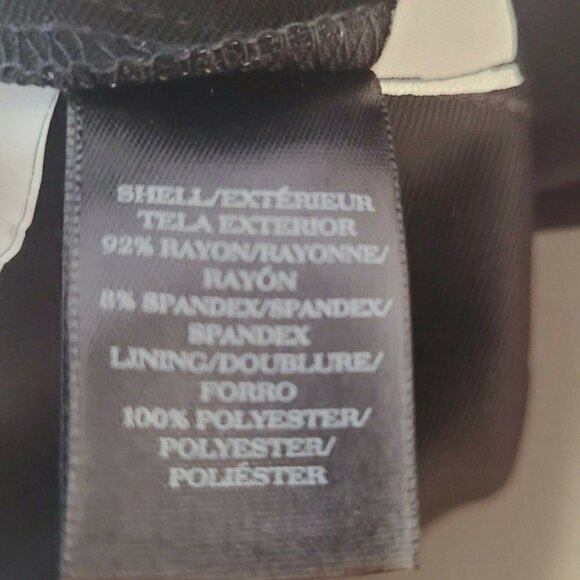 SHELL/EXTÉRIEUR
TELA EXTERIOR
92% RAYON/RAYONNE/
RAYÓN
8% SPANDEX/SPANDEX/
SPANDEX
LINING/DOUBLURE/
FORRO
100% POLYESTER/
POLYESTER/
POLIÉSTER